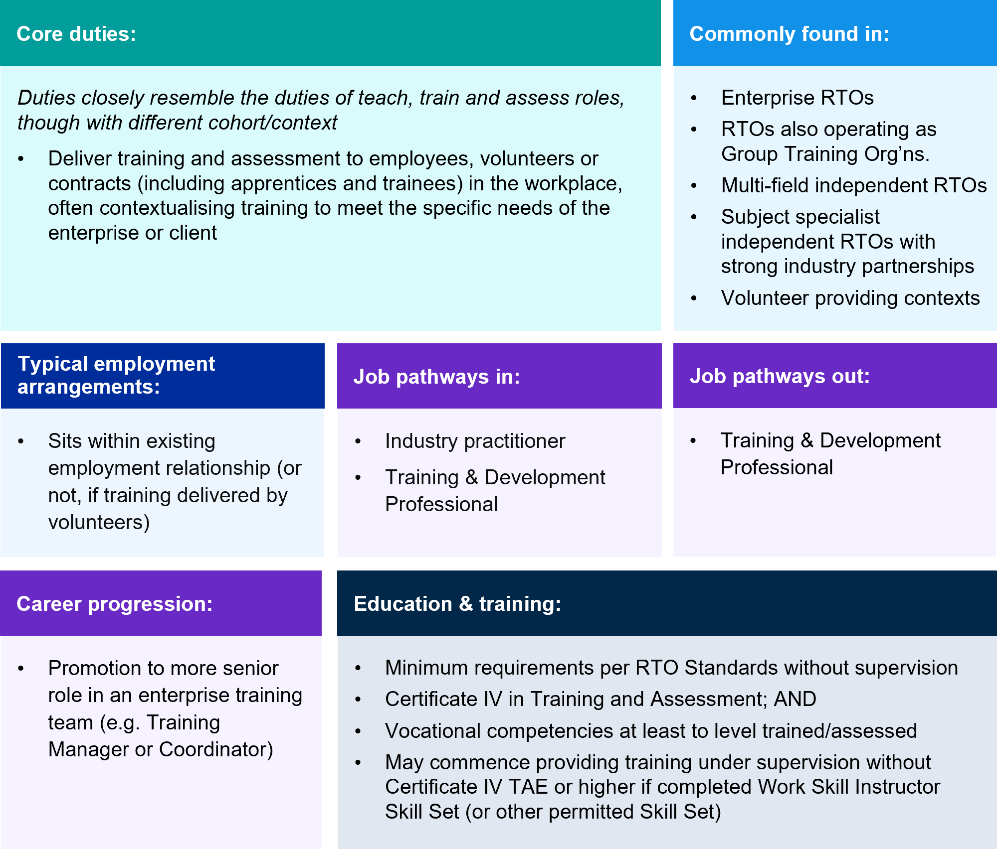 Core duties:
Duties closely resemble the duties of teach, train and assess roles,
though with different cohort/context
• Deliver training and assessment to employees, volunteers or
contracts (including apprentices and trainees) in the workplace,
often contextualising training to meet the specific needs of the
enterprise or client
Commonly found in:
• Enterprise RTOs
• RTOs also operating as
Group Training Org’ns.
• Multi-field independent RTOs
• Subject specialist
independent RTOs with
strong industry partnerships
• Volunteer providing contexts
Typical employment
arrangements:
• Sits within existing
employment relationship (or
not, if training delivered by
volunteers)
Job pathways in:
• Industry practitioner
• Training & Development
Professional
Job pathways out:
• Training & Development
Professional
Career progression:
• Promotion to more senior
role in an enterprise training
team (e.g. Training
Manager or Coordinator)
Education & training:
• Minimum requirements per RTO Standards without supervision
• Certificate IV in Training and Assessment; AND
• Vocational competencies at least to level trained/assessed
• May commence providing training under supervision without
Certificate IV TAE or higher if completed Work Skill Instructor
Skill Set (or other permitted Skill Set)